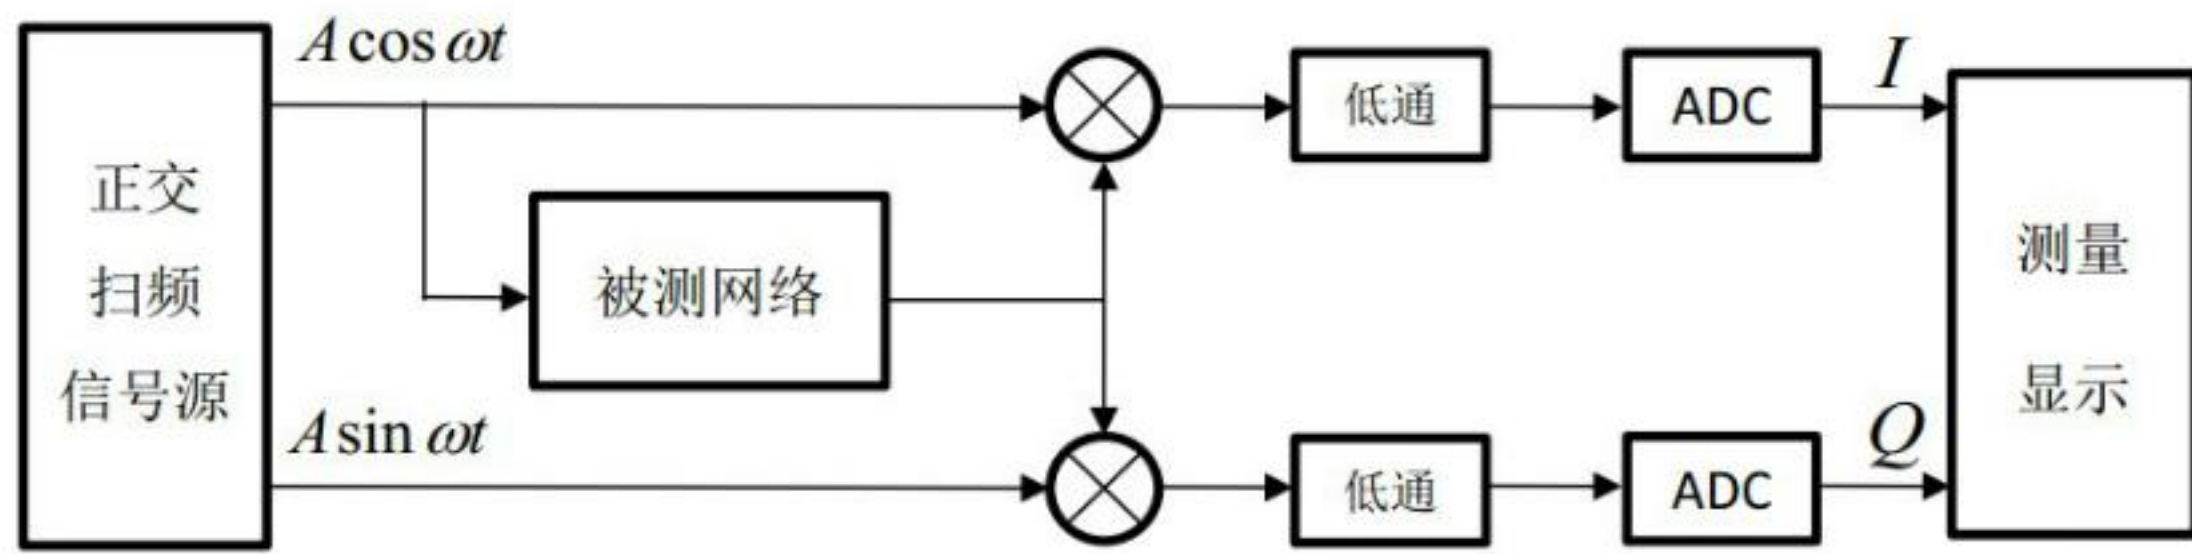 A cos ωt
正交
扫频
信号源
被测网络
A sin ωt
低通
ADC
I
低通
ADC
Q
测量
显示